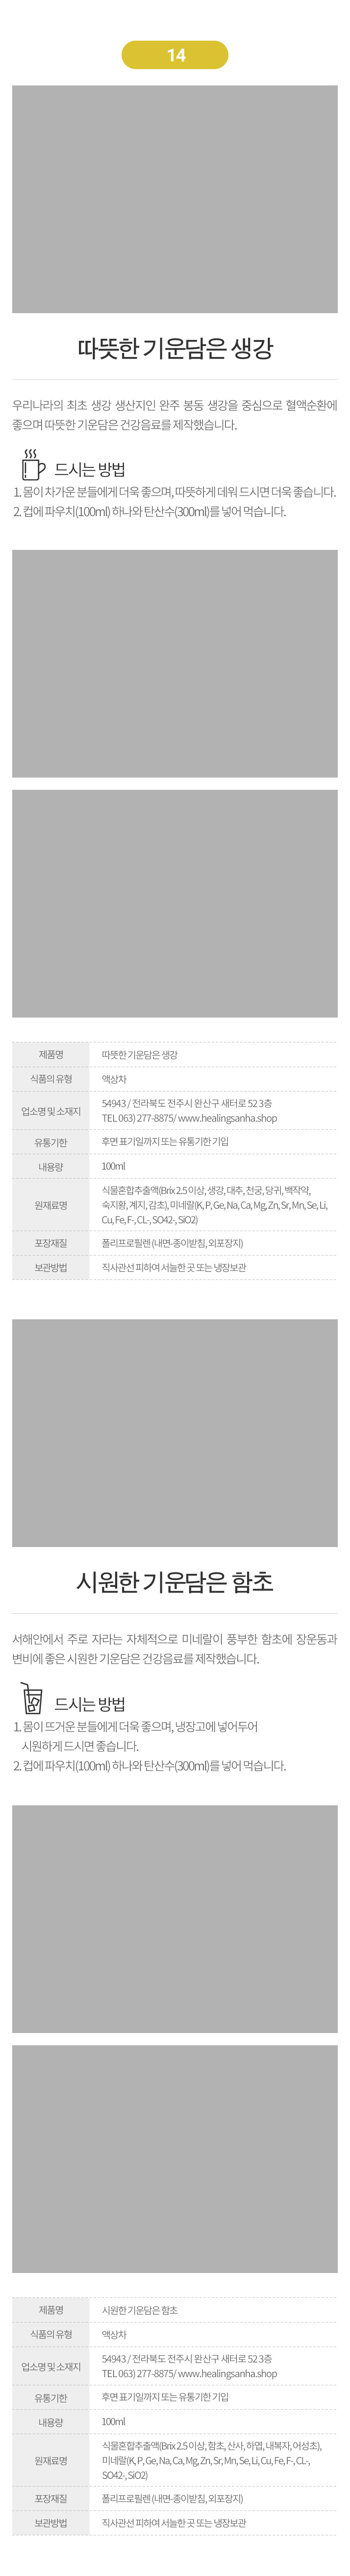 14
따뜻한 기운담은 생강
우리나라의 최초 생강 생산지인 완주 봉동 생강을 중심으로 혈액순환에
좋으며 따뜻한 기운담은 건강음료를 제작했습니다.
드시는 방법
1. 몸이 차가운 분들에게 더욱 좋으며, 따뜻하게 데워 드시면 더욱 좋습니다.
2. 컵에 파우치(100ml) 하나와 탄산수(300ml)를 넣어 먹습니다.
제품명 따뜻한 기운담은 생강
식품의 유형 액상차
업소명 및 소재지 54943 / 전라북도 전주시 완산구 새터로 52 3층
TEL 063) 277-8875/ www.healingsanha.shop
유통기한 후면 표기일까지 또는 유통기한 기입
내용량 100ml
원재료명 식물혼합추출액(Brix 2.5 이상, 생강, 대추, 천궁, 당귀, 백작약,
숙지황, 계지, 감초), 미네랄(K, P, Ge, Na, Ca, Mg, Zn, Sr, Mn, Se, Li,
Cu, Fe, F-, CL-, SO42-, SiO2)
포장재질 폴리프로필렌 (내면-종이받침, 외포장지)
보관방법 직사관선 피하여 서늘한 곳 또는 냉장보관
시원한 기운담은 함초
서해안에서 주로 자라는 자체적으로 미네랄이 풍부한 함초에 장운동과
변비에 좋은 시원한 기운담은 건강음료를 제작했습니다.
드시는 방법
1. 몸이 뜨거운 분들에게 더욱 좋으며, 냉장고에 넣어두어
시원하게 드시면 좋습니다.
2. 컵에 파우치(100ml) 하나와 탄산수(300ml)를 넣어 먹습니다.
제품명 시원한 기운담은 함초
식품의 유형 액상차
업소명 및 소재지 54943 / 전라북도 전주시 완산구 새터로 52 3층
TEL 063) 277-8875/ www.healingsanha.shop
유통기한 후면 표기일까지 또는 유통기한 기입
내용량 100ml
원재료명 식물혼합추출액(Brix 2.5 이상, 함초, 산사, 하엽, 내복자, 어성초),
미네랄(K, P, Ge, Na, Ca, Mg, Zn, Sr, Mn, Se, Li, Cu, Fe, F-, CL-,
SO42-, SiO2)
포장재질 폴리프로필렌 (내면-종이받침, 외포장지)
보관방법 직사관선 피하여 서늘한 곳 또는 냉장보관